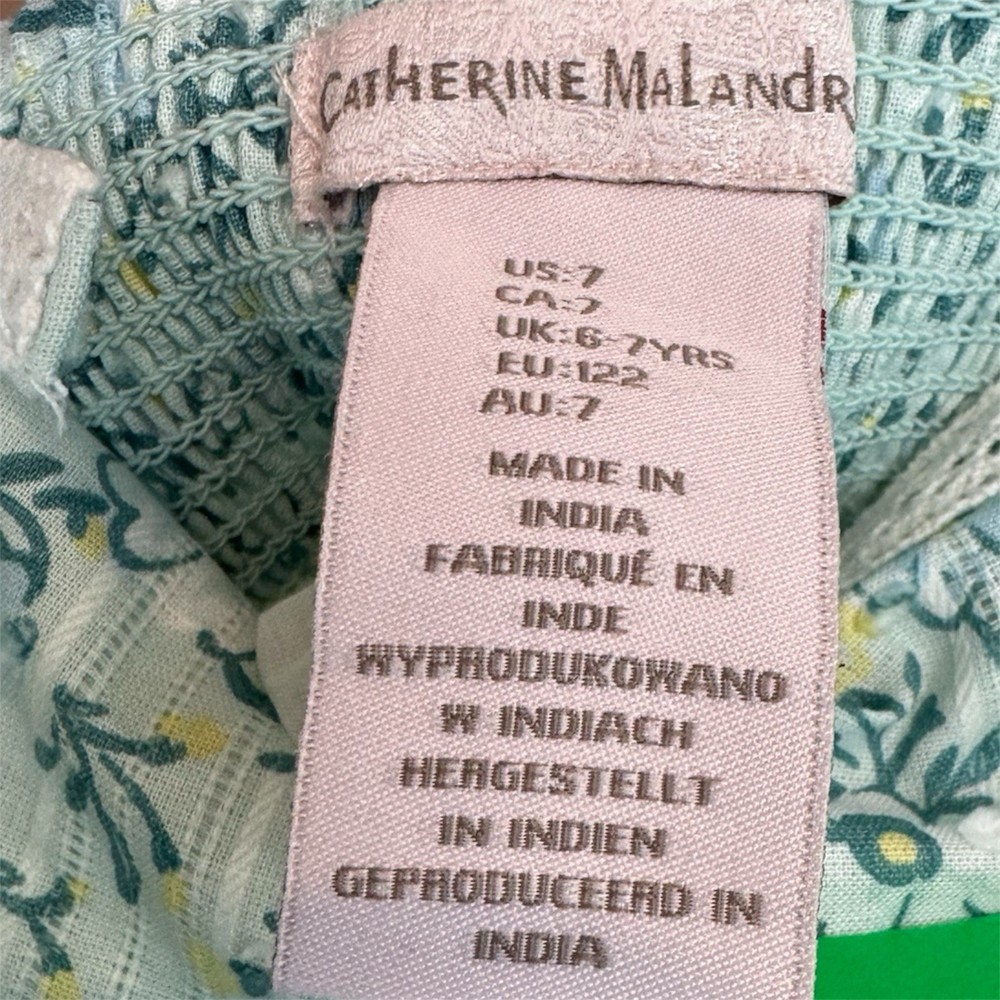 CATHERINE MALANDR
US:7
CA:7
UK:6-7YRS
EU:122
AU:7
MADE IN
INDIA
FABRIQUÉ EN
INDE
WYPRODUKOWANO
W INDIACH
HERGESTELLT
IN INDIEN
GEPRODUCEERD IN
INDIA